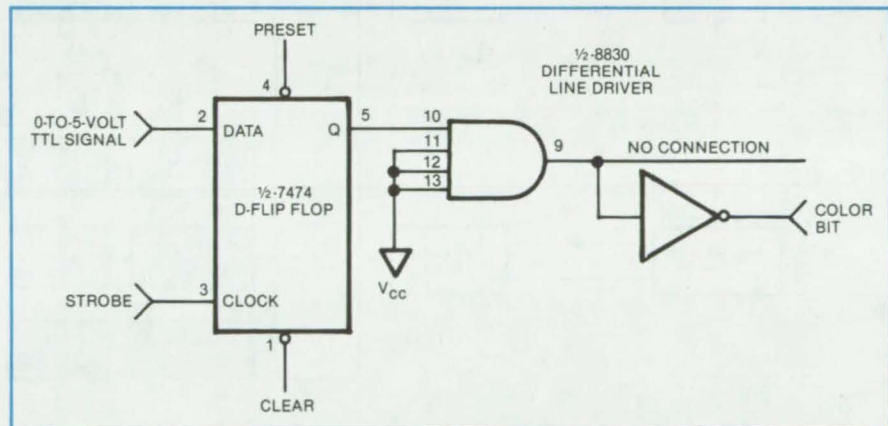 PRESET
½-8830
DIFFERENTIAL
LINE DRIVER
4
0-TO-5-VOLT
TTL SIGNAL
2
DATA
Q
5
10
11
12
13
9
NO CONNECTION
½-7474
D-FLIP FLOP
COLOR
BIT
VCC
STROBE
3
CLOCK
1
CLEAR